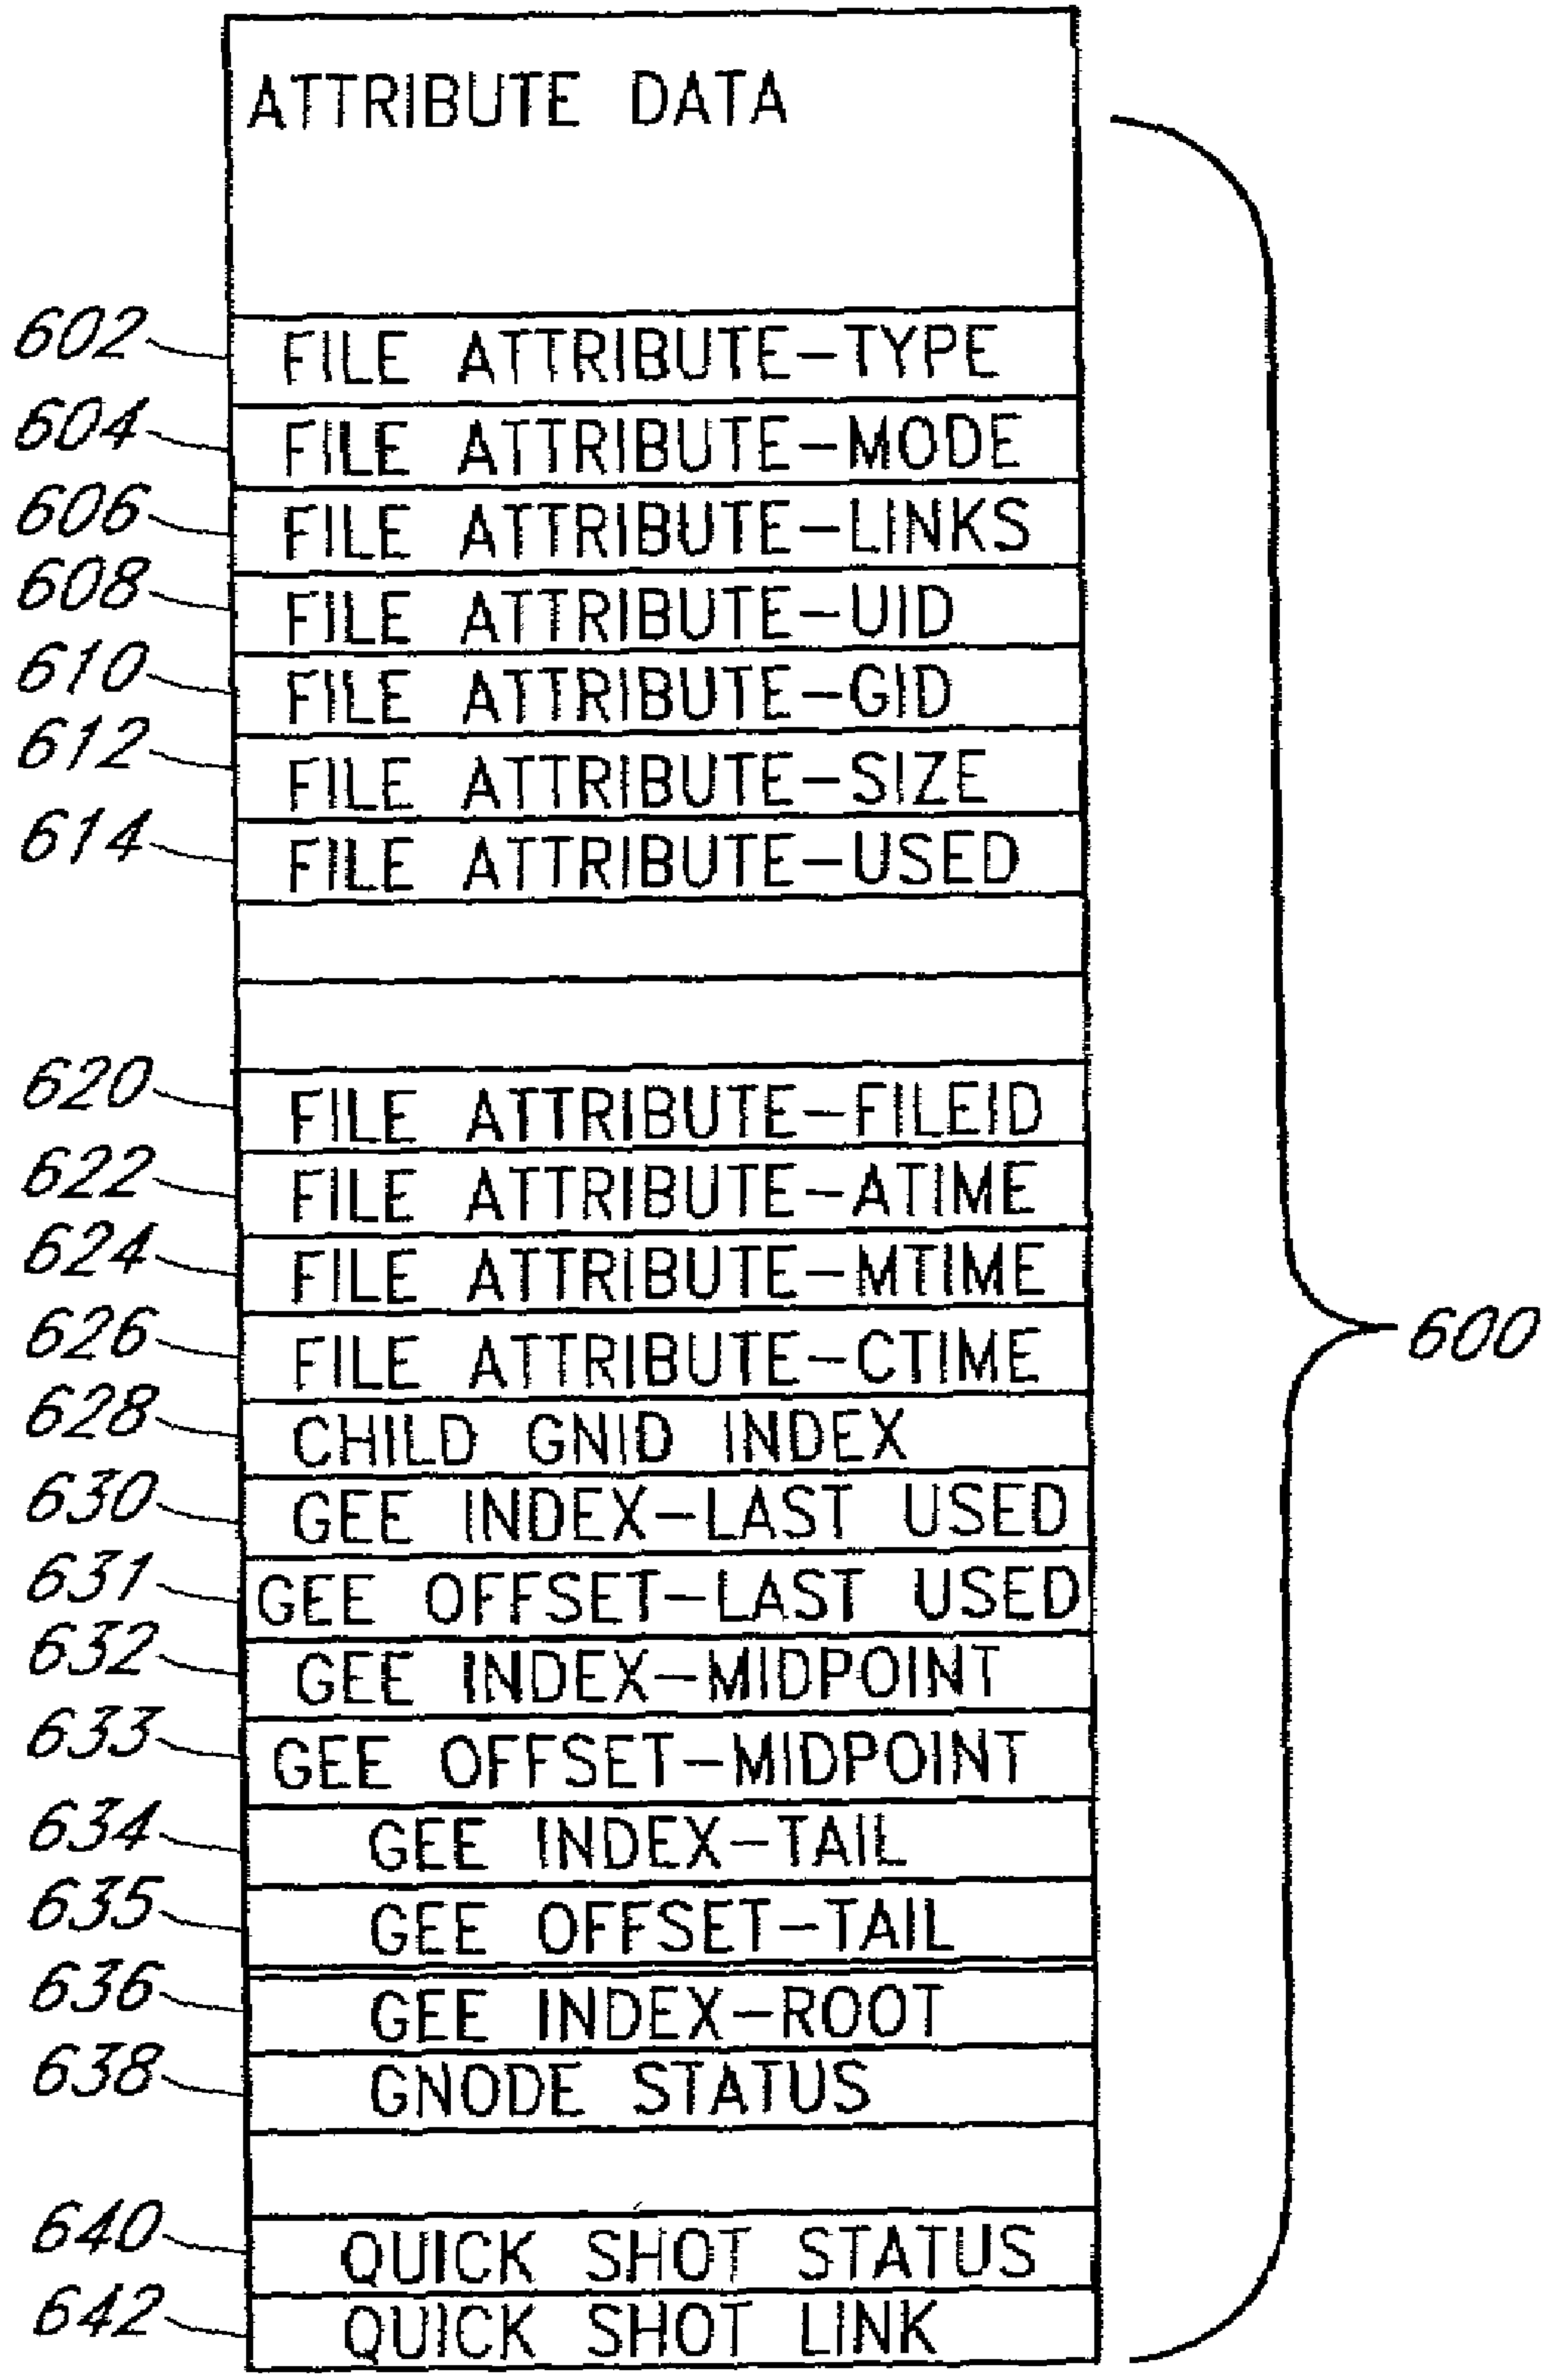 ATTRIBUTE DATA
602 FILE ATTRIBUTE-TYPE
604 FILE ATTRIBUTE-MODE
606 FILE ATTRIBUTE-LINKS
608 FILE ATTRIBUTE-UID
610 FILE ATTRIBUTE-GID
612 FILE ATTRIBUTE-SIZE
614 FILE ATTRIBUTE-USED
620 FILE ATTRIBUTE-FILEID
622 FILE ATTRIBUTE-ATIME
624 FILE ATTRIBUTE-MTIME
626 FILE ATTRIBUTE-CTIME
600
628 CHILD GNID INDEX
630 GEE INDEX-LAST USED
631 GEE OFFSET-LAST USED
632 GEE INDEX-MIDPOINT
633 GEE OFFSET-MIDPOINT
634 GEE INDEX-TAIL
635 GEE OFFSET-TAIL
636 GEE INDEX-ROOT
638 GNODE STATUS
640 QUICK SHOT STATUS
642 QUICK SHOT LINK